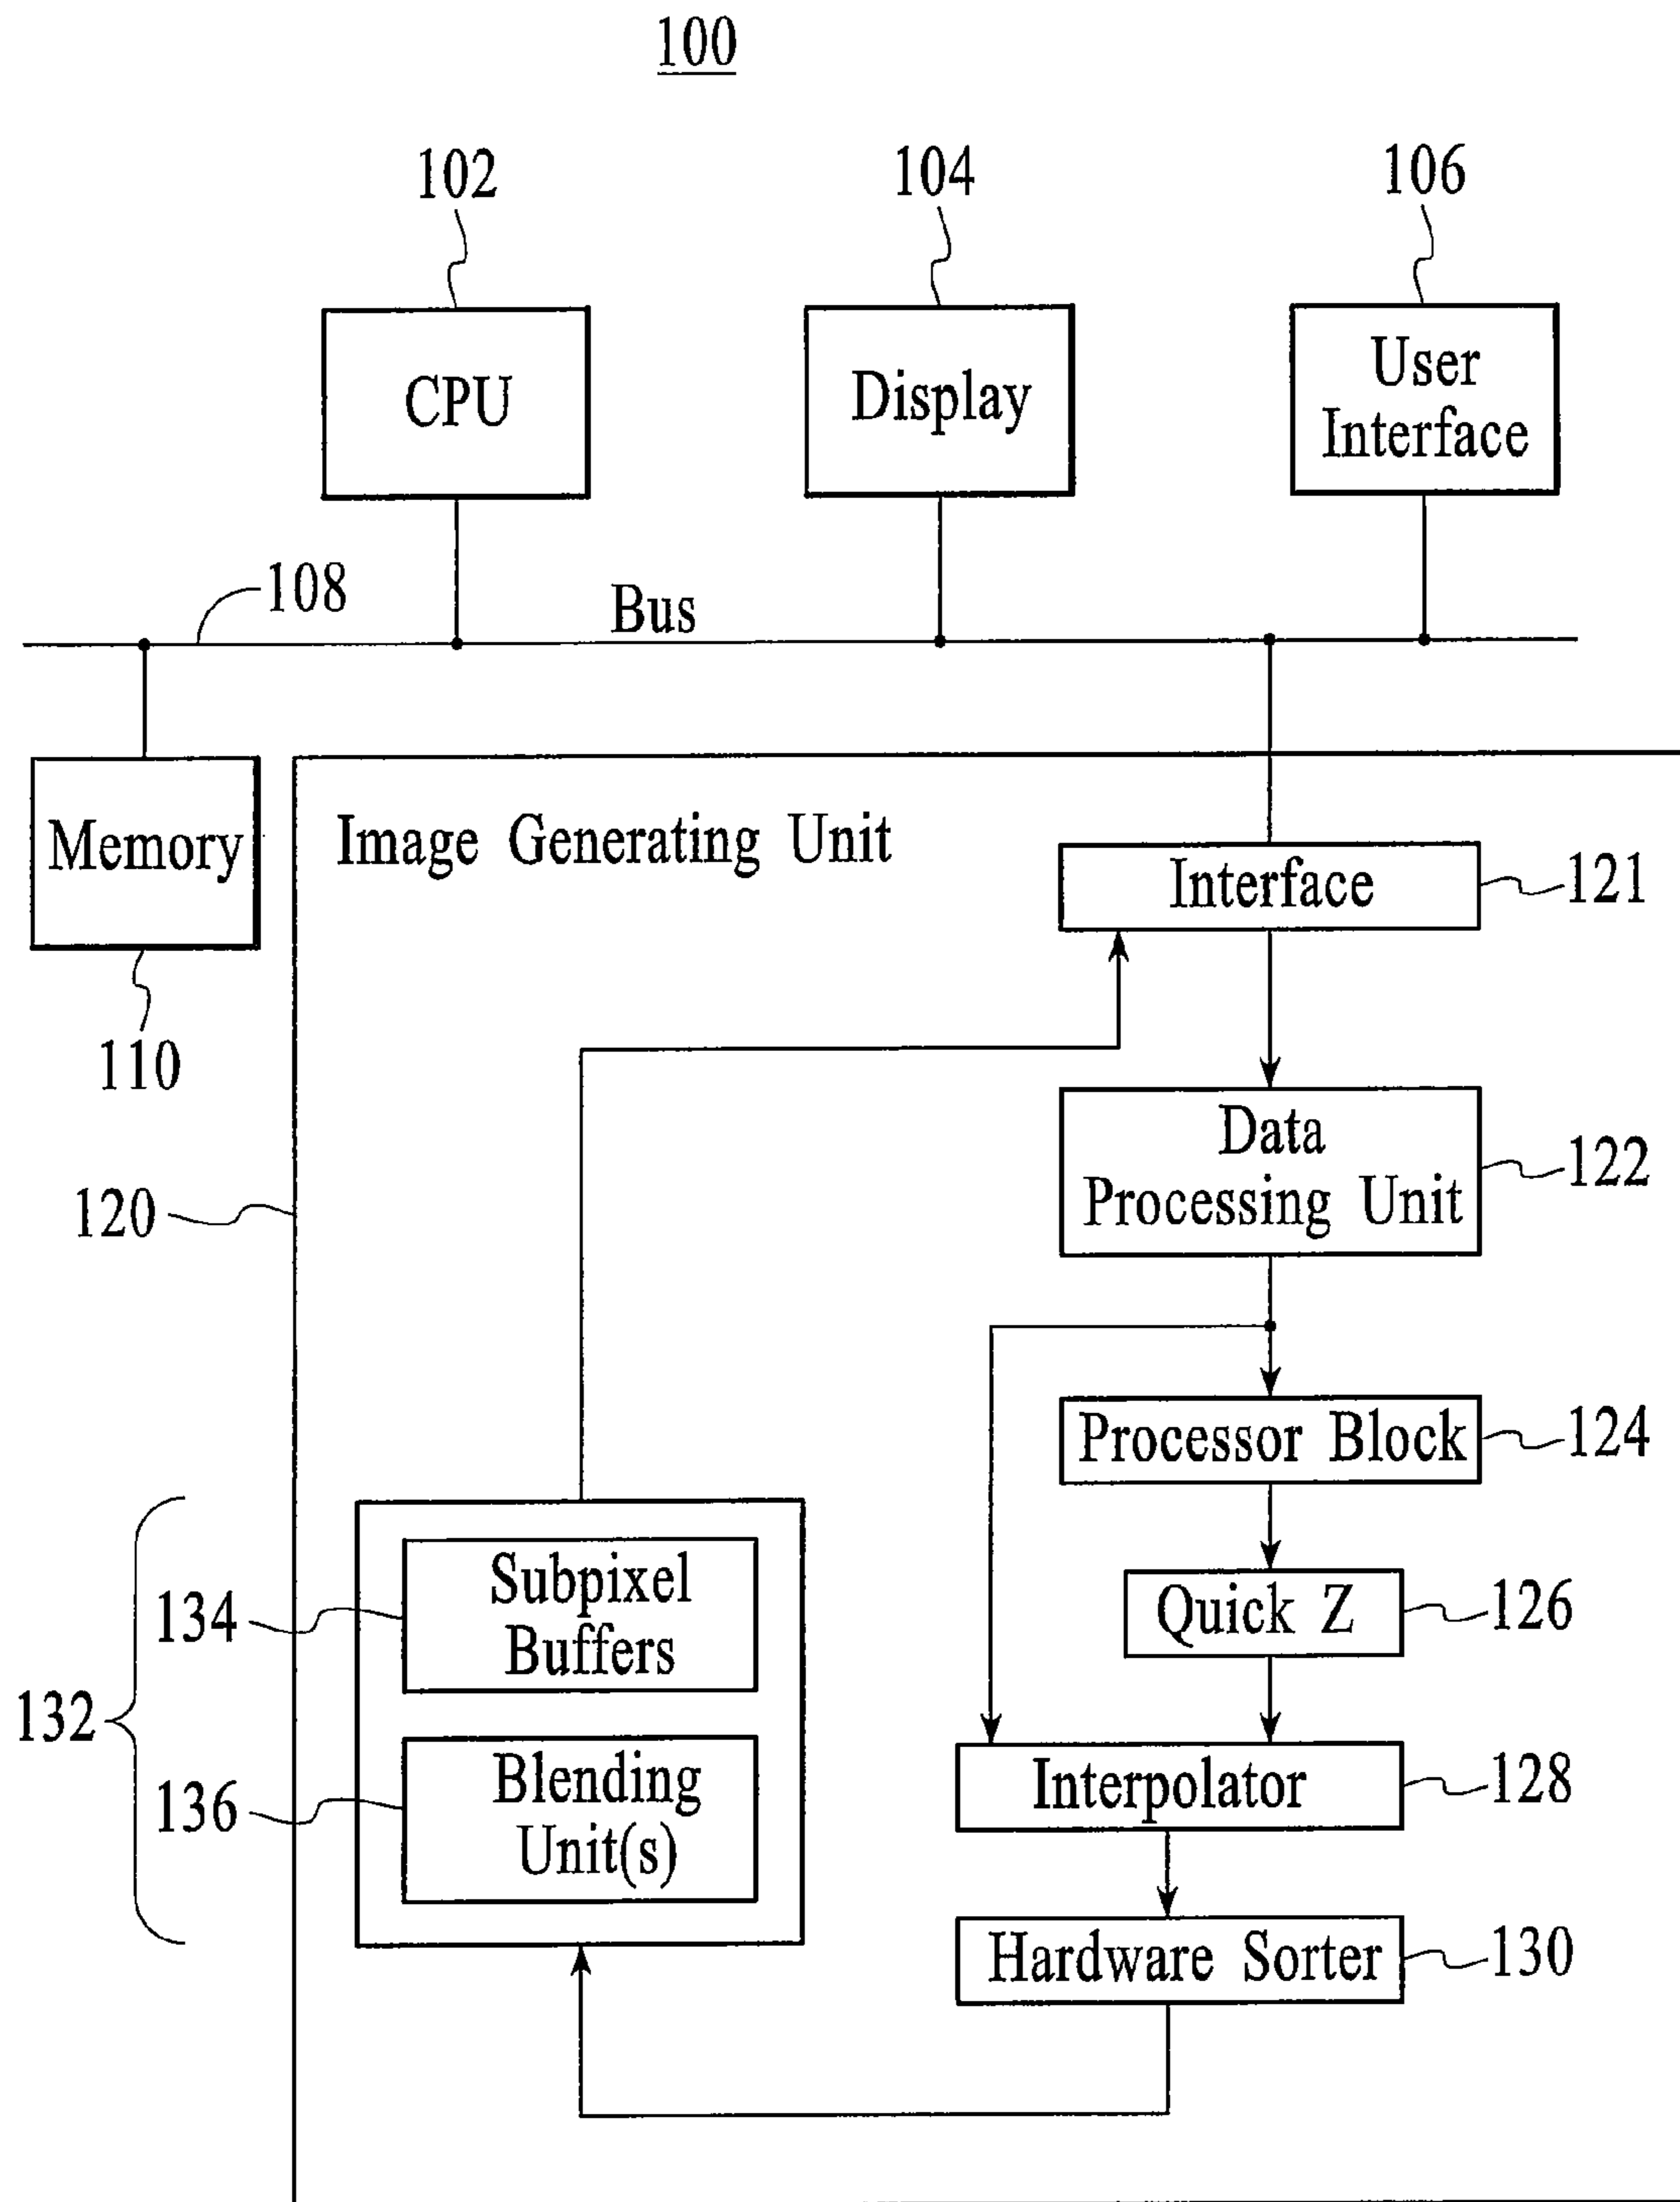 100
102
104
106
CPU
Display
User
Interface
108
Bus
Memory
110
Image Generating Unit
Interface
121
Data
Processing Unit
122
120
Processor Block
124
Quick Z
126
Interpolator
128
Hardware Sorter
130
132
134
Subpixel
Buffers
136
Blending
Unit(s)